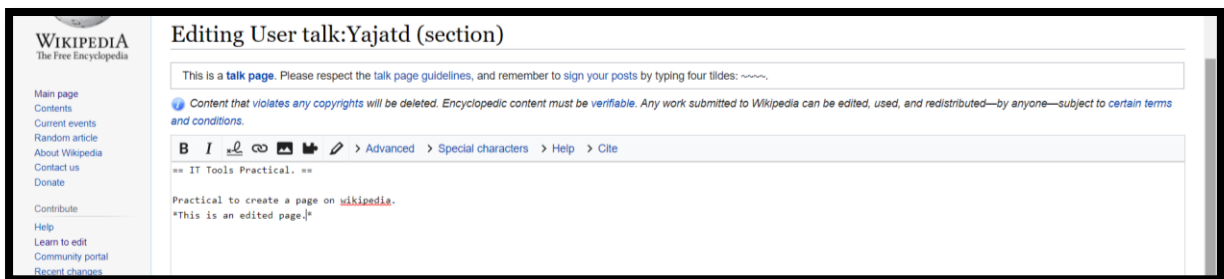 WIKIPEDIA
The Free Encyclopedia
Main page
Contents
Current events
Random article
About Wikipedia
Contact us
Donate
Contribute
Help
Learn to edit
Community portal
Recent changes
Editing User talk:Yajatd (section)
This is a talk page. Please respect the talk page guidelines, and remember to sign your posts by typing four tildes: ~~~~.
Content that violates any copyrights will be deleted. Encyclopedic content must be verifiable. Any work submitted to Wikipedia can be edited, used, and redistributed—by anyone—subject to certain terms
and conditions.
B I > Advanced > Special characters > Help > Cite
== IT Tools Practical. ==
Practical to create a page on wikipedia.
*This is an edited page.*